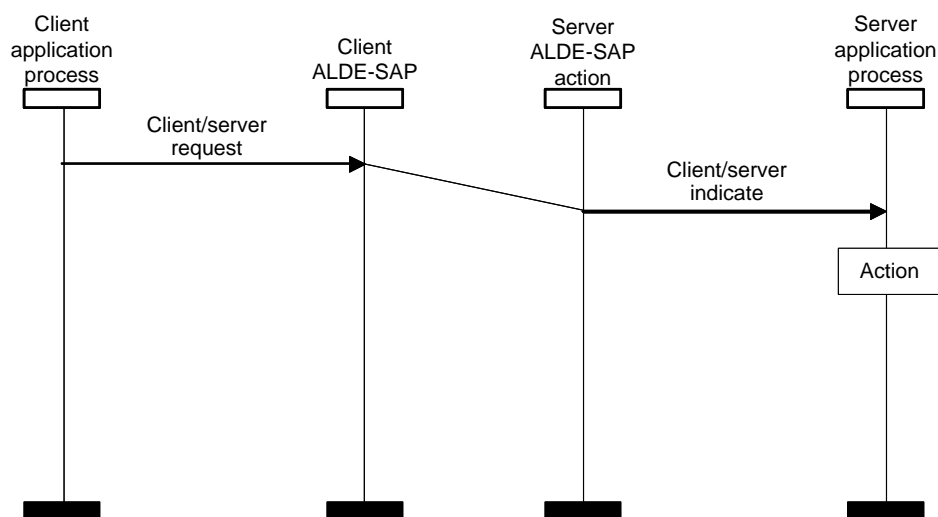 Client
application
process
Client
ALDE-SAP
Server
ALDE-SAP
action
Server
application
process
Client/server
request
Client/server
indicate
Action